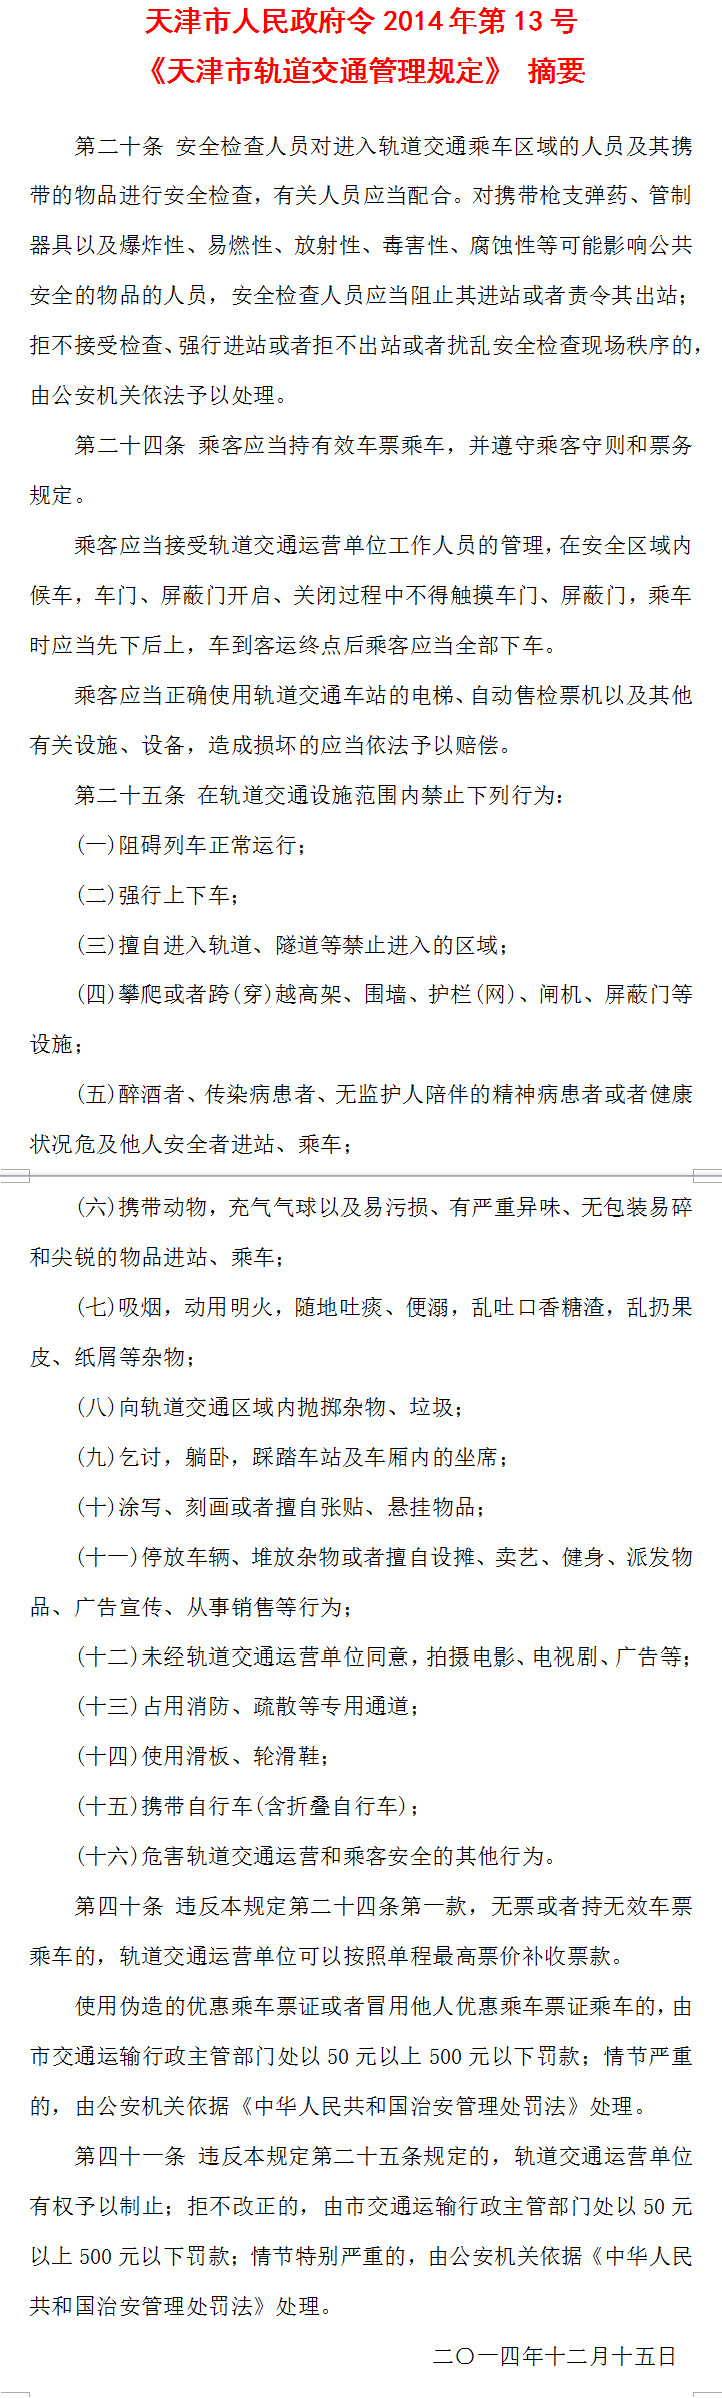 天津市人民政府令 2014 年第 13 号
《天津市轨道交通管理规定》 摘要
第二十条 安全检查人员对进入轨道交通乘车区域的人员及其携
带的物品进行安全检查，有关人员应当配合。对携带枪支弹药、管制
器具以及爆炸性、易燃性、放射性、毒害性、腐蚀性等可能影响公共
安全的物品的人员，安全检查人员应当阻止其进站或者责令其出站；
拒不接受检查、强行进站或者拒不出站或者扰乱安全检查现场秩序的，
由公安机关依法予以处理。
第二十四条 乘客应当持有效车票乘车，并遵守乘客守则和票务
规定。
乘客应当接受轨道交通运营单位工作人员的管理，在安全区域内
候车，车门、屏蔽门开启、关闭过程中不得触摸车门、屏蔽门，乘车
时应当先下后上，车到客运终点后乘客应当全部下车。
乘客应当正确使用轨道交通车站的电梯、自动售检票机以及其他
有关设施、设备，造成损坏的应当依法予以赔偿。
第二十五条 在轨道交通设施范围内禁止下列行为：
(一)阻碍列车正常运行；
(二)强行上下车；
(三)擅自进入轨道、隧道等禁止进入的区域；
(四)攀爬或者跨(穿)越高架、围墙、护栏(网)、闸机、屏蔽门等
设施；
(五)醉酒者、传染病患者、无监护人陪伴的精神病患者或者健康
状况危及他人安全者进站、乘车；
(六)携带动物，充气气球以及易污损、有严重异味、无包装易碎
和尖锐的物品进站、乘车；
(七)吸烟，动用明火，随地吐痰、便溺，乱吐口香糖渣，乱扔果
皮、纸屑等杂物；
(八)向轨道交通区域内抛掷杂物、垃圾；
(九)乞讨，躺卧，踩踏车站及车厢内的坐席；
(十)涂写、刻画或者擅自张贴、悬挂物品；
(十一)停放车辆、堆放杂物或者擅自设摊、卖艺、健身、派发物
品、广告宣传、从事销售等行为；
(十二)未经轨道交通运营单位同意，拍摄电影、电视剧、广告等；
(十三)占用消防、疏散等专用通道；
(十四)使用滑板、轮滑鞋；
(十五)携带自行车(含折叠自行车)；
(十六)危害轨道交通运营和乘客安全的其他行为。
第四十条 违反本规定第二十四条第一款，无票或者持无效车票
乘车的，轨道交通运营单位可以按照单程最高票价补收票款。
使用伪造的优惠乘车票证或者冒用他人优惠乘车票证乘车的，由
市交通运输行政主管部门处以 50 元以上 500 元以下罚款；情节严重
的，由公安机关依据《中华人民共和国治安管理处罚法》处理。
第四十一条 违反本规定第二十五条规定的，轨道交通运营单位
有权予以制止；拒不改正的，由市交通运输行政主管部门处以 50 元
以上 500 元以下罚款；情节特别严重的，由公安机关依据《中华人民
共和国治安管理处罚法》处理。
二〇一四年十二月十五日